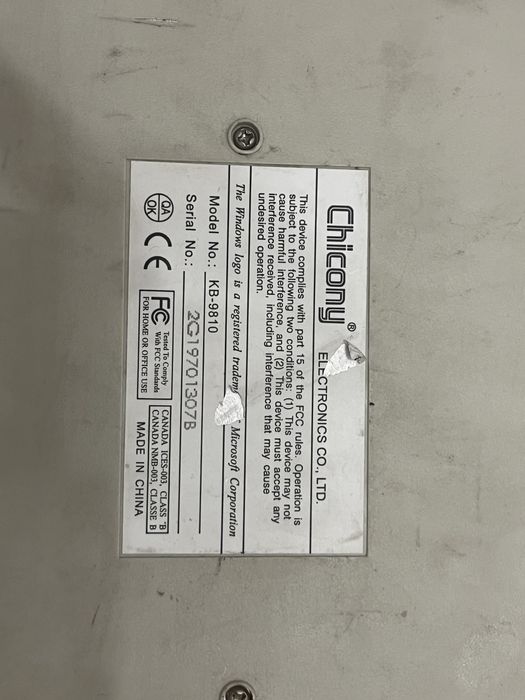 Chicony® ELECTRONICS CO., LTD.
This device complies with part 15 of the FCC rules. Operation is
subject to the following two conditions: (1) This device may not
cause harmful interference, and (2) This device must accept any
interference received, including interference that may cause
undesired operation.
The Windows logo is a registered Microsoft Corporation
Model No.: KB-9810
Serial No.: 2G19701307B
QA OK CE FC Tested To Comply
With FCC Standards
FOR HOME OR OFFICE USE
CANADA ICES-003, CLASS "B
CANADA NMB-003, CLASSE B
MADE IN CHINA